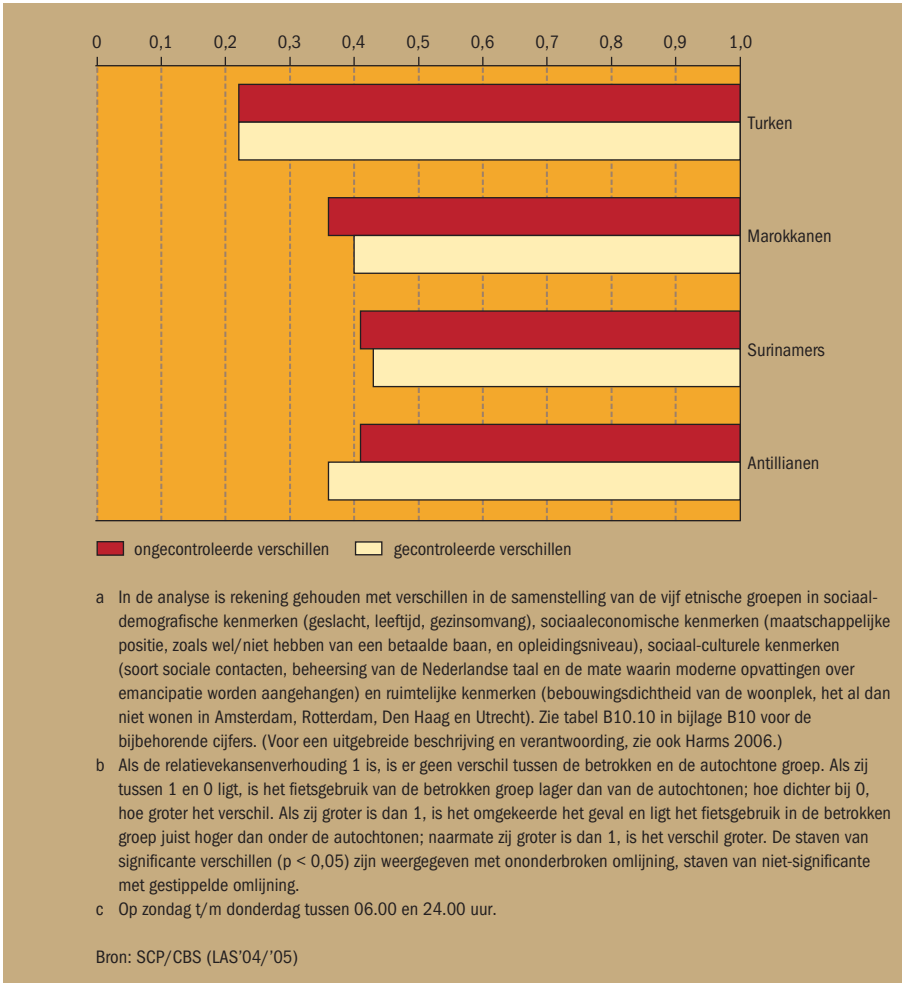 0 0,1 0,2 0,3 0,4 0,5 0,6 0,7 0,8 0,9 1,0
Turken
Marokkanen
Surinamers
Antillianen
ongecontroleerde verschillen gecontroleerde verschillen
a In de analyse is rekening gehouden met verschillen in de samenstelling van de vijf etnische groepen in sociaal-
demografische kenmerken (geslacht, leeftijd, gezinsomvang), sociaaleconomische kenmerken (maatschappelijke
positie, zoals wel/niet hebben van een betaalde baan, en opleidingsniveau), sociaal-culturele kenmerken
(soort sociale contacten, beheersing van de Nederlandse taal en de mate waarin moderne opvattingen over
emancipatie worden aangehangen) en ruimtelijke kenmerken (bebouwingsdichtheid van de woonplek, het al dan
niet wonen in Amsterdam, Rotterdam, Den Haag en Utrecht). Zie tabel B10.10 in bijlage B10 voor de
bijbehorende cijfers. (Voor een uitgebreide beschrijving en verantwoording, zie ook Harms 2006.)
b Als de relatievekansenverhouding 1 is, is er geen verschil tussen de betrokken en de autochtone groep. Als zij
tussen 1 en 0 ligt, is het fietsgebruik van de betrokken groep lager dan van de autochtonen; hoe dichter bij 0,
hoe groter het verschil. Als zij groter is dan 1, is het omgekeerde het geval en ligt het fietsgebruik in de betrokken
groep juist hoger dan onder de autochtonen; naarmate zij groter is dan 1, is het verschil groter. De staven van
significante verschillen (p < 0,05) zijn weergegeven met ononderbroken omlijning, staven van niet-significante
met gestippelde omlijning.
c Op zondag t/m donderdag tussen 06.00 en 24.00 uur.
Bron: SCP/CBS (LAS'04/'05)